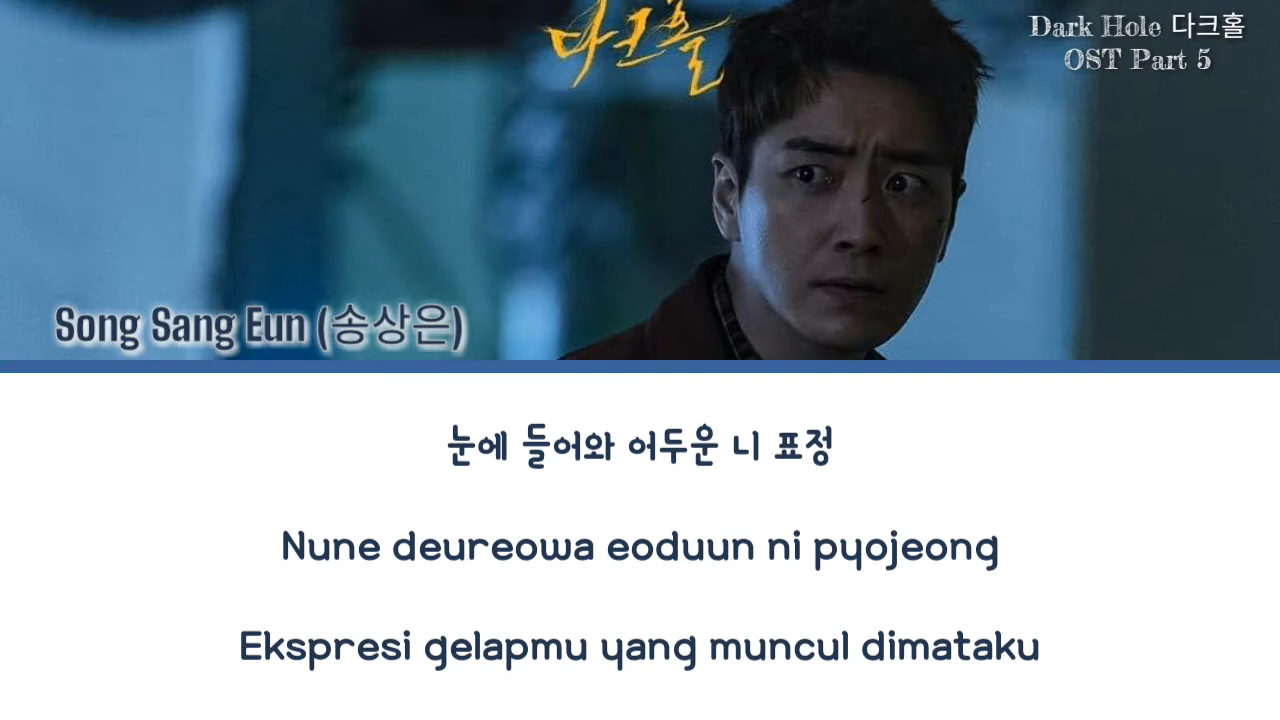 다크홀
Dark Hole 다크홀
OST Part 5
Song Sang Eun (송상은)
눈에 들어와 어두운 니 표정
Nune deureowa eoduun ni pyojeong
Ekspresi gelapmu yang muncul dimataku